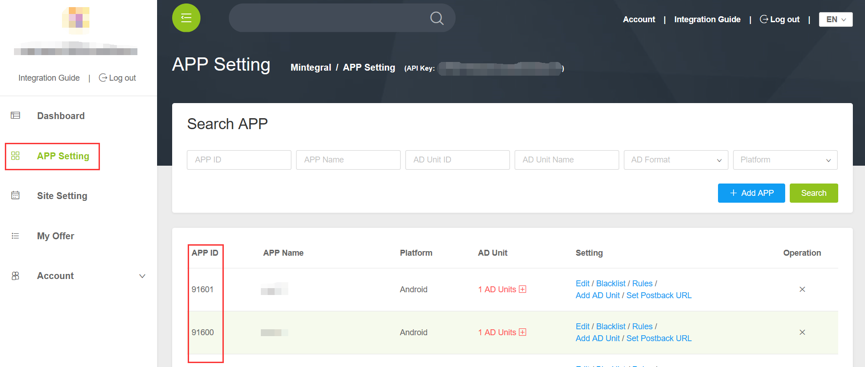 Integration Guide | Log out
Dashboard
APP Setting
Site Setting
My Offer
Account
Account | Integration Guide | Log out | EN
APP Setting Mintegral / APP Setting (API Key: )
Search APP
APP ID APP Name AD Unit ID AD Unit Name AD Format Platform
+ Add APP Search
APP ID APP Name Platform AD Unit Setting Operation
91601 Android 1 AD Units Edit / Blacklist / Rules /
Add AD Unit / Set Postback URL
91600 Android 1 AD Units Edit / Blacklist / Rules /
Add AD Unit / Set Postback URL